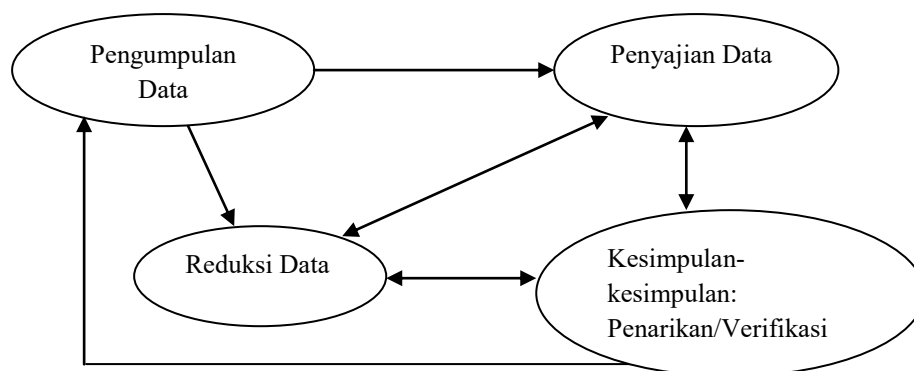 Pengumpulan
Data
Penyajian Data
Reduksi Data
Kesimpulan-
kesimpulan:
Penarikan/Verifikasi